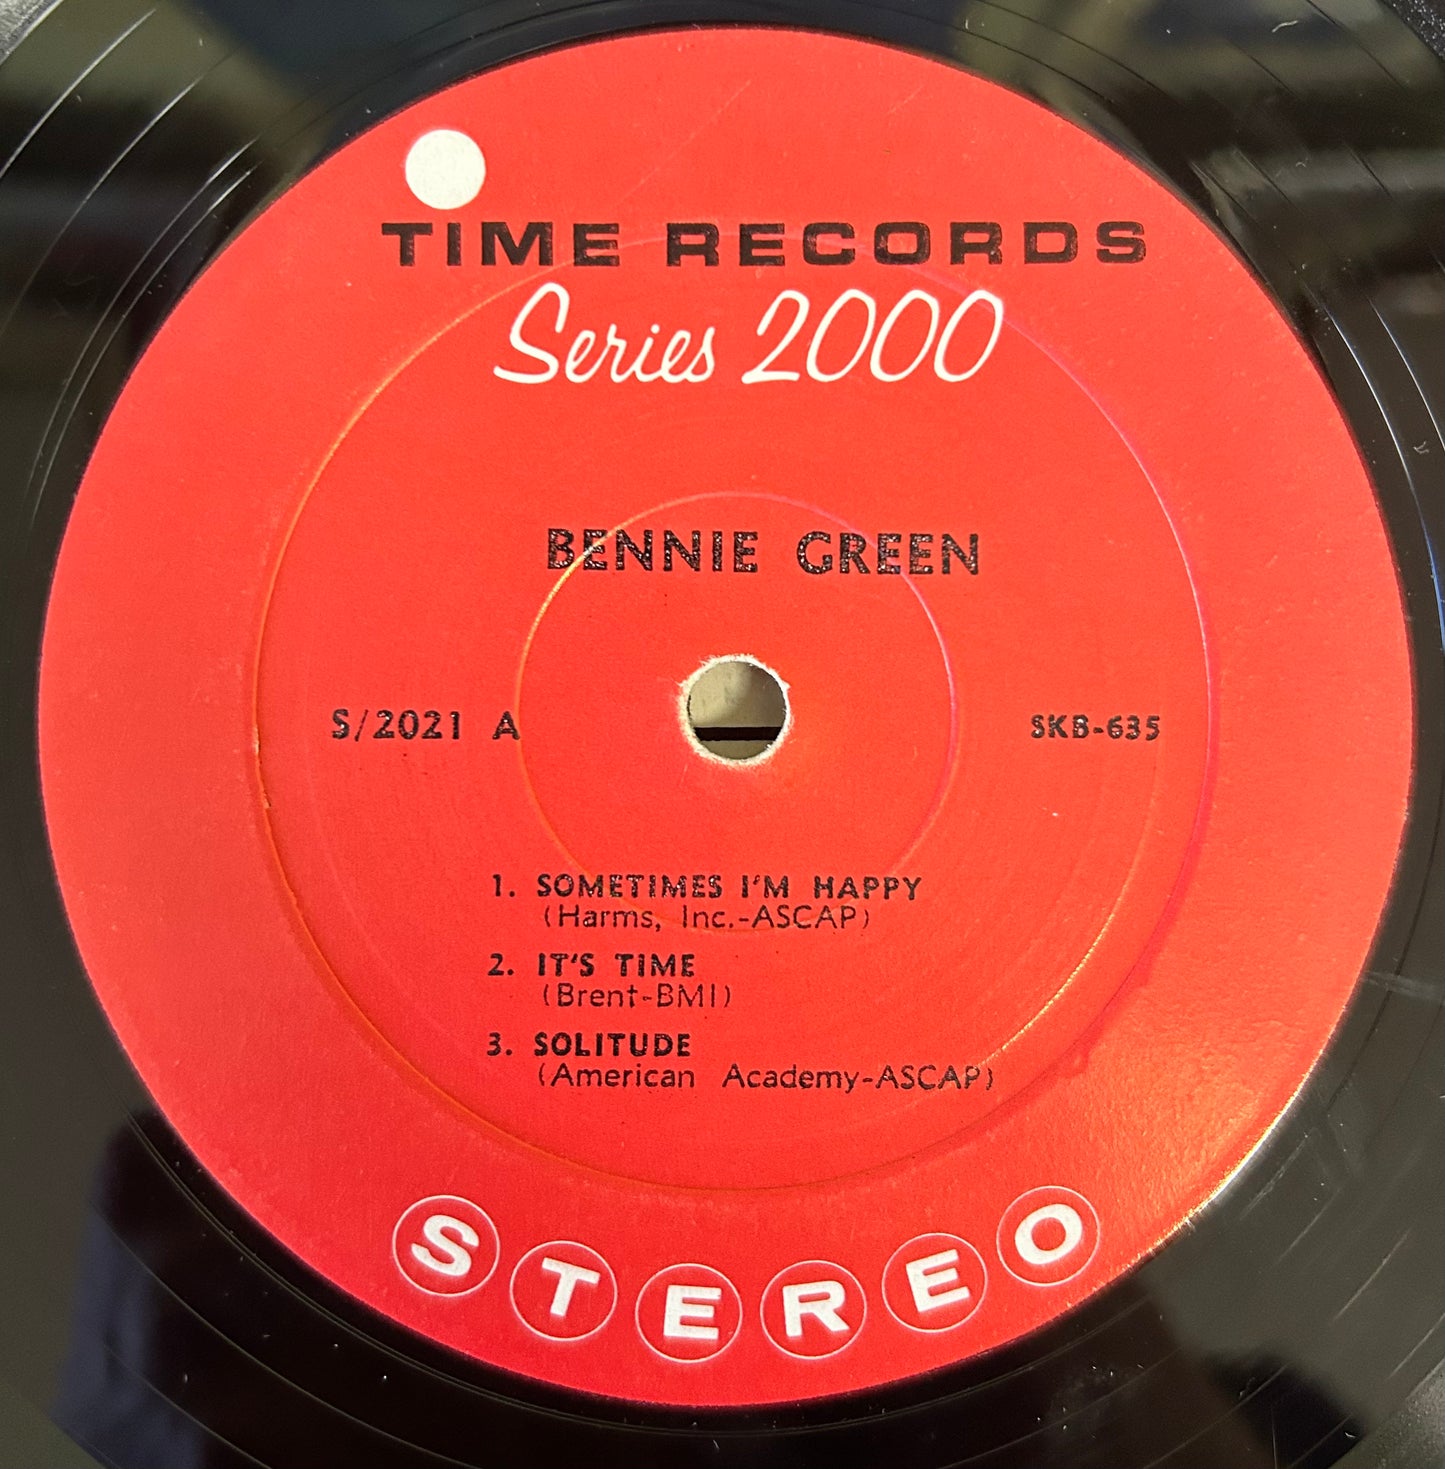 TIME RECORDS
Series 2000
BENNIE GREEN
S/2021 A SKB-635
1. SOMETIMES I'M HAPPY
(Harms, Inc.-ASCAP)
2. IT'S TIME
(Brent-BMI)
3. SOLITUDE
(American Academy-ASCAP)
STEREO